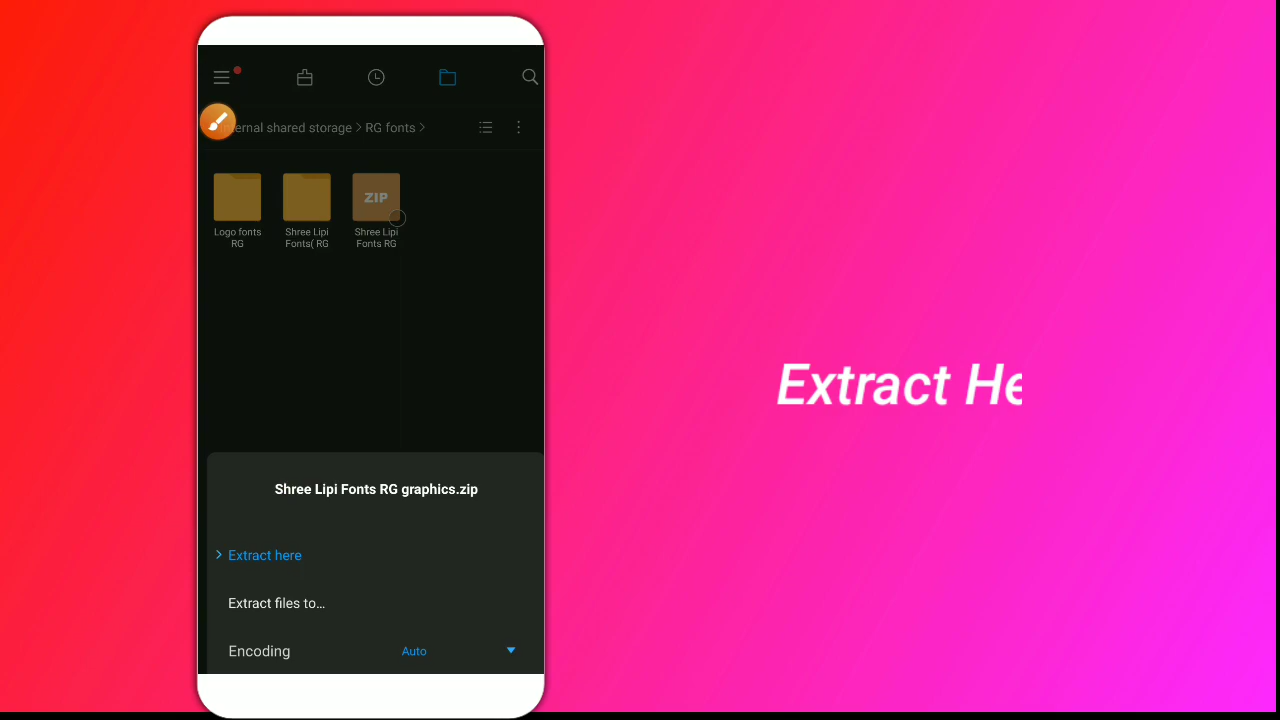 ernal shared storage > RG fonts >
ZIP
Logo fonts
RG
Shree Lipi
Fonts( RG
Shree Lipi
Fonts RG
Extract He
Shree Lipi Fonts RG graphics.zip
> Extract here
Extract files to...
Encoding Auto